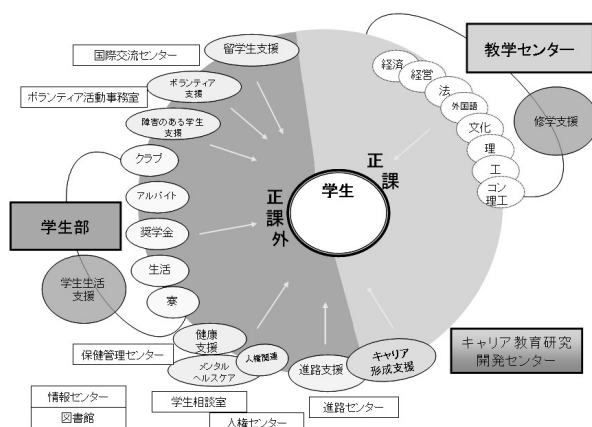 国際交流センター
留学生支援
教学センター
ボランティア
支援
ボランティア活動事務室
障害のある学生
支援
経済
経営
法
外国語
文化
理
工
コン
理工
修学支援
クラブ
アルバイト
奨学金
生活
寮
学生部
学生生活
支援
正課外
学生
正課
健康
支援
保健管理センター
メンタル
ヘルスケア
人権関連
進路支援
キャリア
形成支援
キャリア教育研究
開発センター
情報センター
図書館
学生相談室
人権センター
進路センター